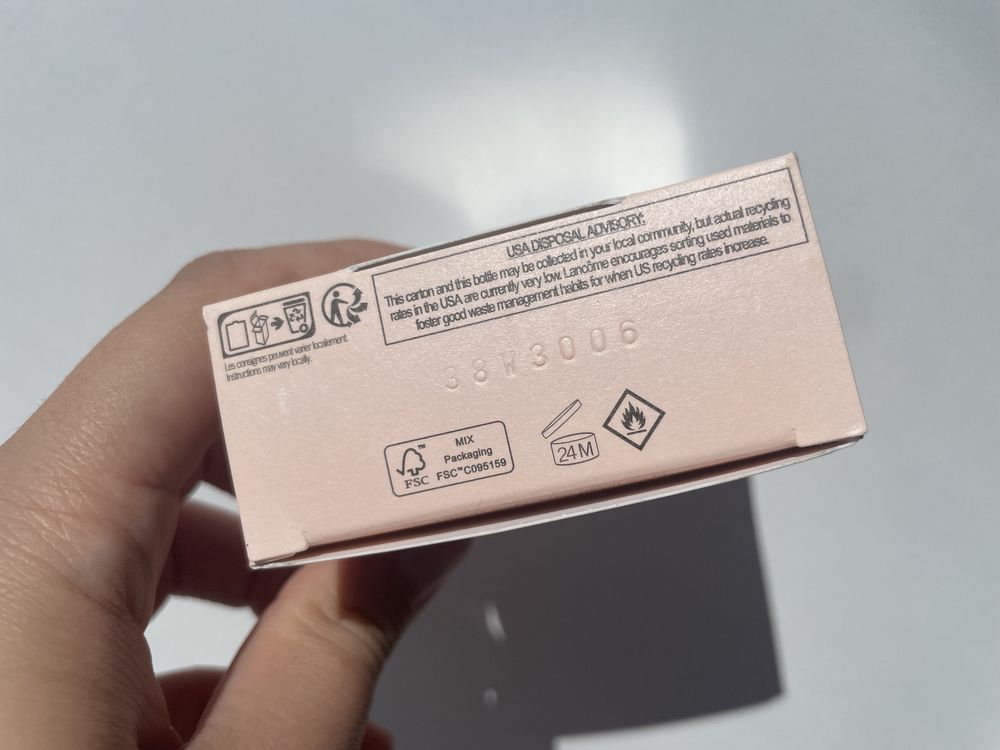 USA DISPOSAL ADVISORY:
This carton and this bottle may be collected in your local community, but actual recycling
rates in the USA are currently very low. Lancôme encourages sorting used materials to
foster good waste management habits for when US recycling rates increase.
Les consignes peuvent varier localement.
Instructions may vary locally.
38W3006
FSC™
MIX
Packaging
FSC™ C095159
24M